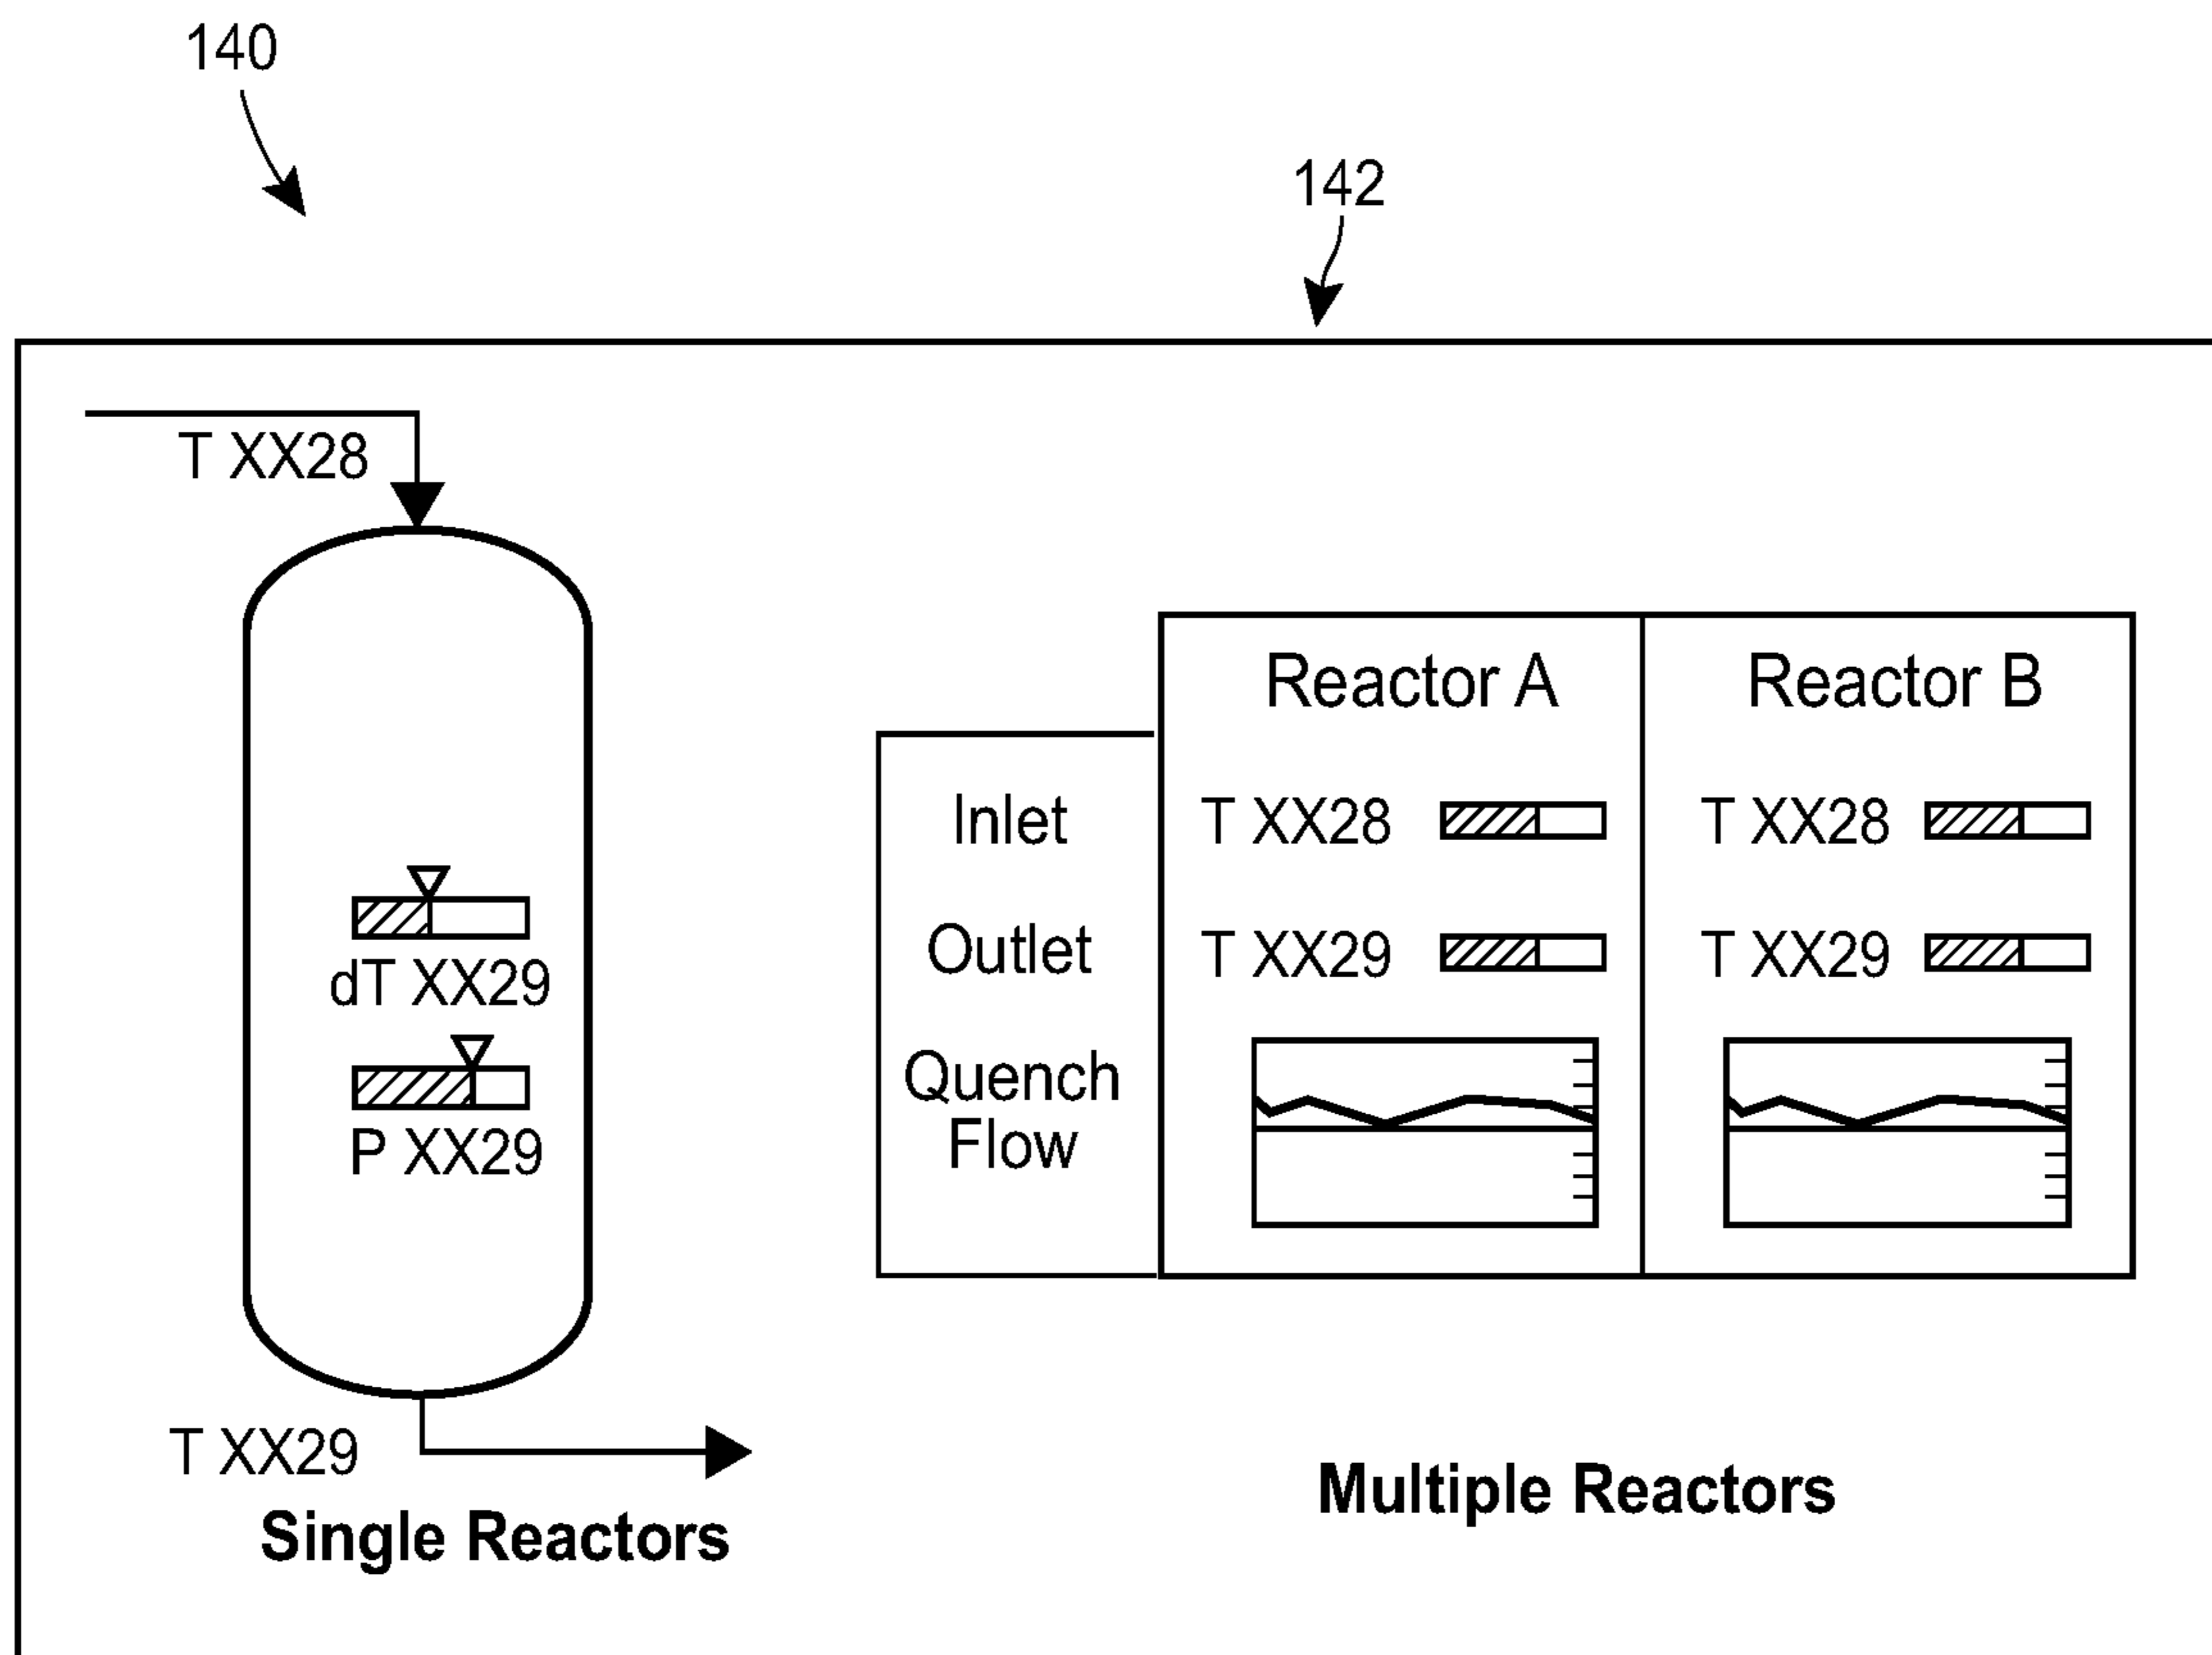 140
142
T XX28
dT XX29
P XX29
T XX29
Single Reactors
Reactor A Reactor B
Inlet T XX28 T XX28
Outlet T XX29 T XX29
Quench
Flow
Multiple Reactors